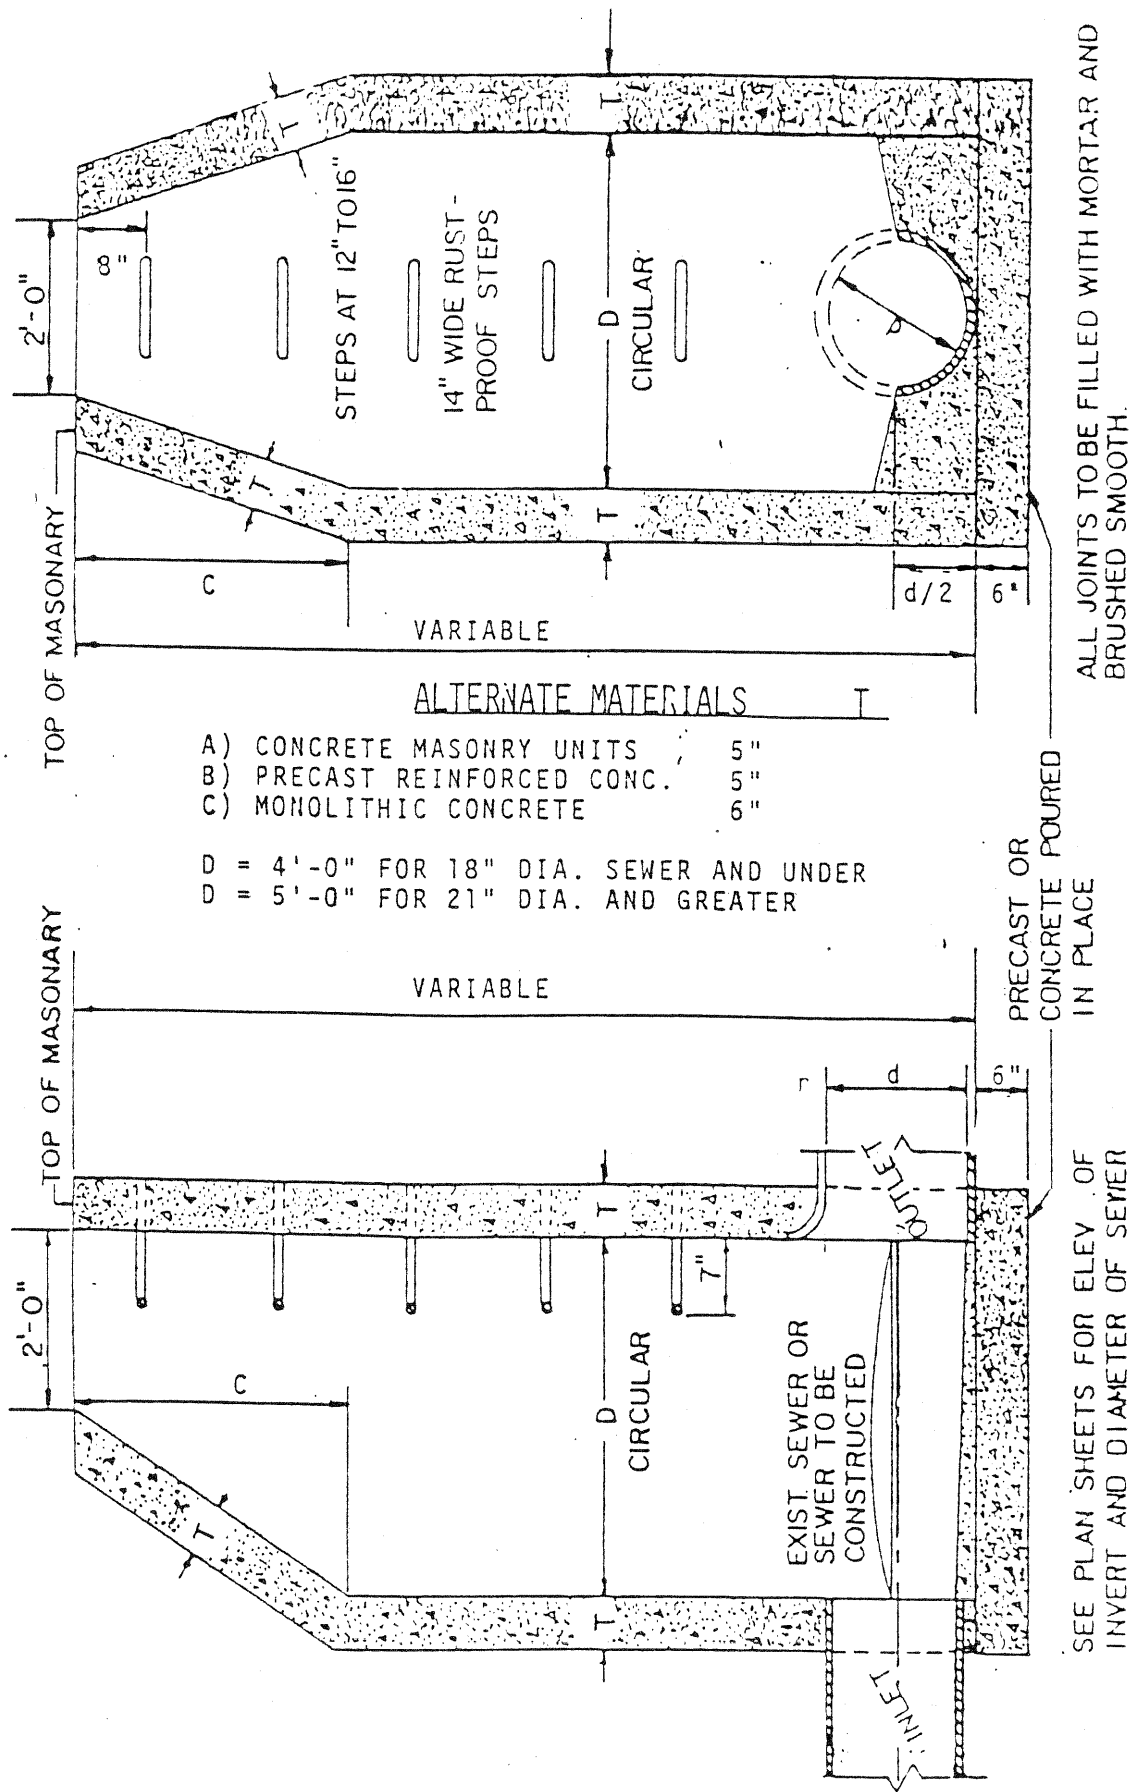 TOP OF MASONARY
2'-0"
8"
T
T
C
STEPS AT 12" TO 16"
14" WIDE RUST-
PROOF STEPS
T
D
T
CIRCULAR
d
d/2
6"
VARIABLE
ALL JOINTS TO BE FILLED WITH MORTAR AND
BRUSHED SMOOTH.
ALTERNATE MATERIALS T
A) CONCRETE MASONRY UNITS 5"
B) PRECAST REINFORCED CONC. 5"
C) MONOLITHIC CONCRETE 6"
D = 4'-0" FOR 18" DIA. SEWER AND UNDER
D = 5'-0" FOR 21" DIA. AND GREATER
PRECAST OR
CONCRETE POURED
IN PLACE
TOP OF MASONARY
VARIABLE
2'-0"
C
T
T
D
T
CIRCULAR
7"
r
d
6"
OUTLET
EXIST. SEWER OR
SEWER TO BE
CONSTRUCTED
INLET
SEE PLAN SHEETS FOR ELEV. OF
INVERT AND DIAMETER OF SEWER